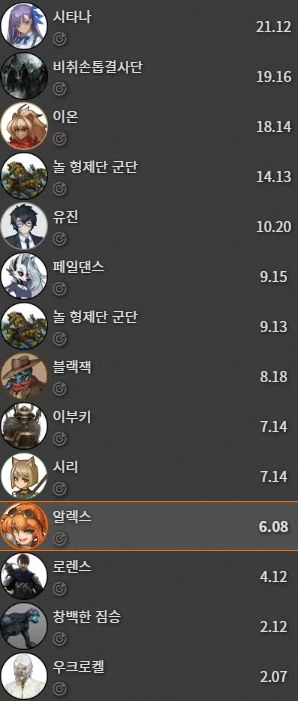 시타나
21.12
비취손톱결사단
19.16
이온
18.14
놀 형제단 군단
14.13
유진
10.20
페일댄스
9.15
놀 형제단 군단
9.13
블랙잭
8.18
이부키
7.14
시리
7.14
알렉스
6.08
로렌스
4.12
창백한 짐승
2.12
우크로켈
2.07